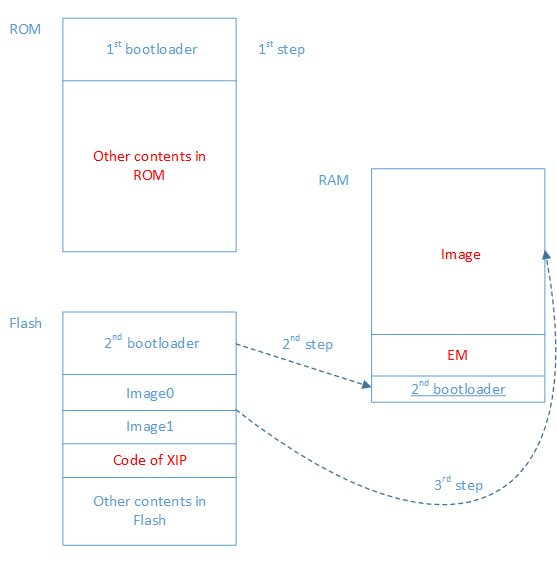 ROM
1st bootloader
1st step
Other contents in
ROM
RAM
Image
EM
2nd bootloader
Flash
2nd bootloader
2nd step
Image0
Image1
Code of XIP
3rd step
Other contents in
Flash